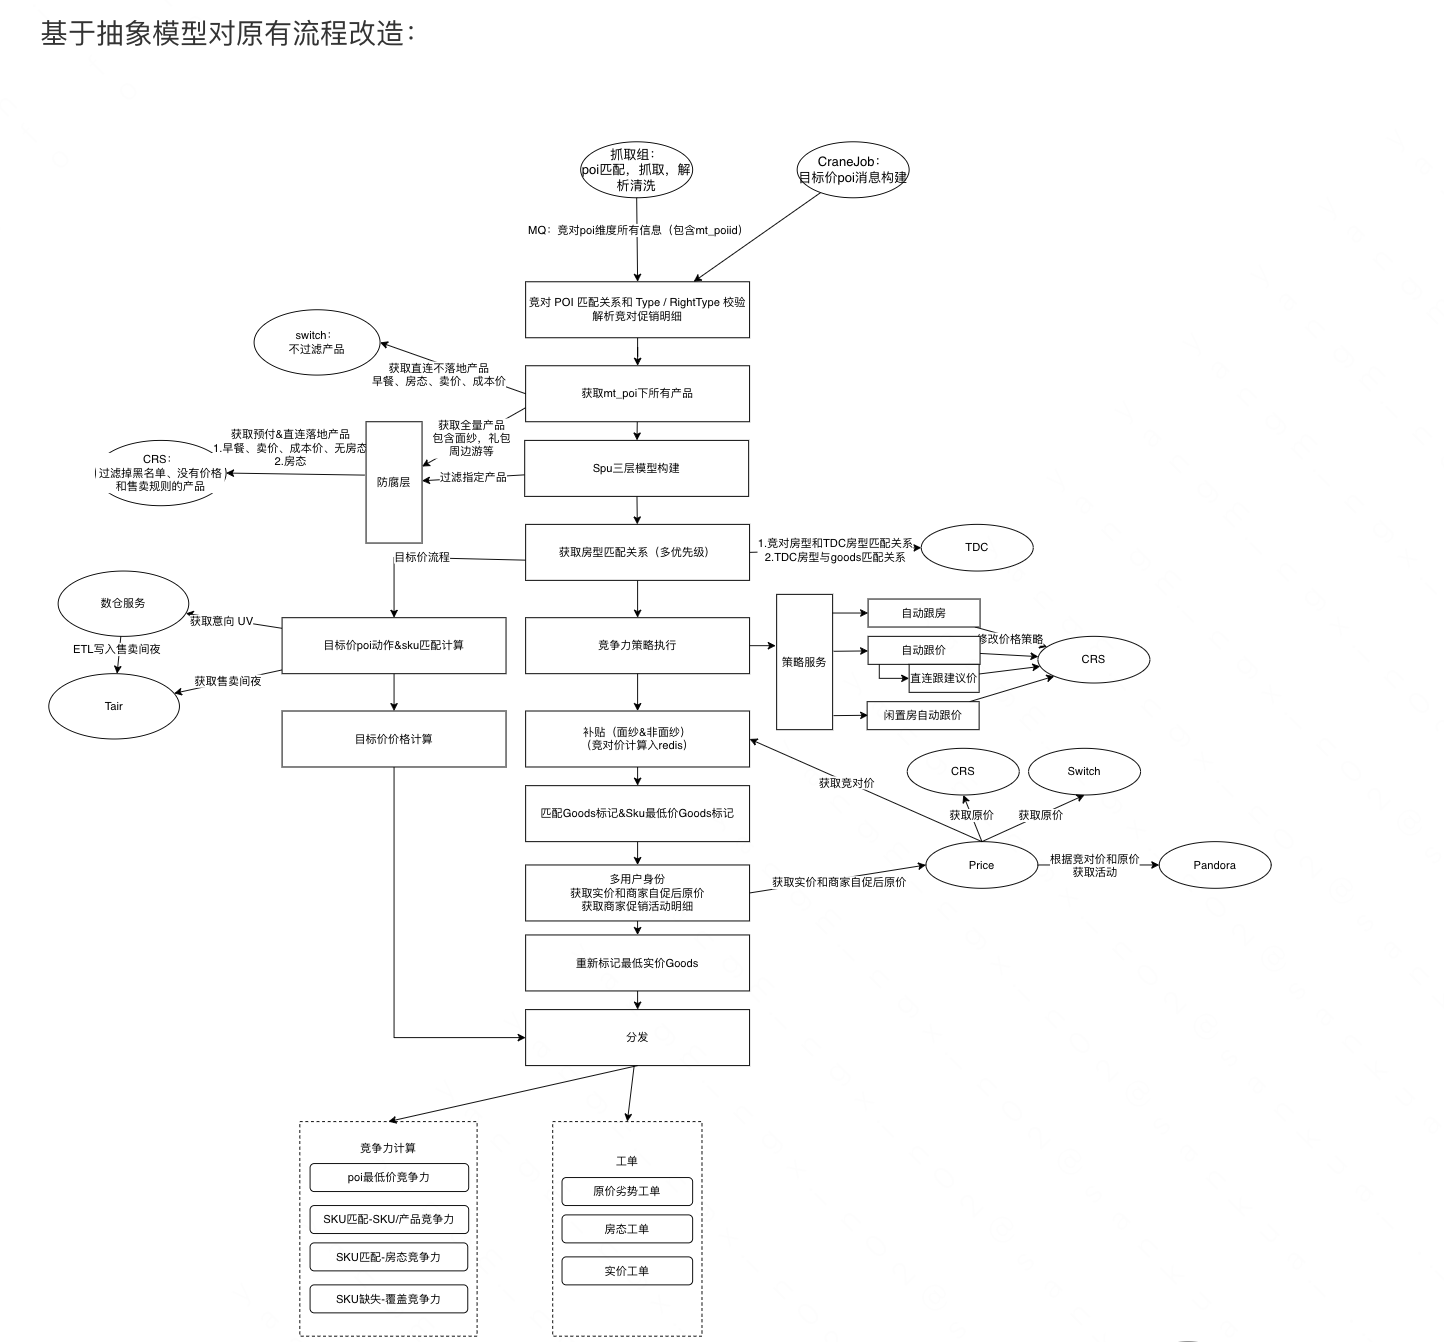 基于抽象模型对原有流程改造：
抓取组：
poi匹配，抓取，解
析清洗
CraneJob：
目标价poi消息构建
MQ：竞对poi维度所有信息（包含mt_poiid）
竞对 POI 匹配关系和 Type / RightType 校验
解析竞对促销明细
switch：
不过滤产品
获取直连不落地产品
早餐、房态、卖价、成本价
获取mt_poi下所有产品
获取全量产品
包含面纱，礼包
周边游等
获取预付&直连落地产品
1.早餐、卖价、成本价、无房态
2.房态
CRS：
（过滤掉黑名单、没有价格
和售卖规则的产品
防腐层
过滤指定产品
Spu三层模型构建
获取房型匹配关系（多优先级）
1.竞对房型和TDC房型匹配关系
2.TDC房型与goods匹配关系
TDC
目标价流程
数仓服务
获取意向 UV
ETL写入售卖间夜
获取售卖间夜
Tair
目标价poi动作&sku匹配计算
竞争力策略执行
策略服务
自动跟房
修改价格策略
自动跟价
直连跟建议价
闲置房自动跟价
CRS
目标价价格计算
补贴（面纱&非面纱）
（竞对价计算入redis）
获取竞对价
CRS
Switch
获取原价
获取原价
匹配Goods标记&Sku最低价Goods标记
多用户身份
获取实价和商家自促后原价
获取商家促销活动明细
获取实价和商家自促后原价
Price
根据竞对价和原价
获取活动
Pandora
重新标记最低实价Goods
分发
竞争力计算
poi最低价竞争力
SKU匹配-SKU/产品竞争力
SKU匹配-房态竞争力
SKU缺失-覆盖竞争力
工单
原价劣势工单
房态工单
实价工单